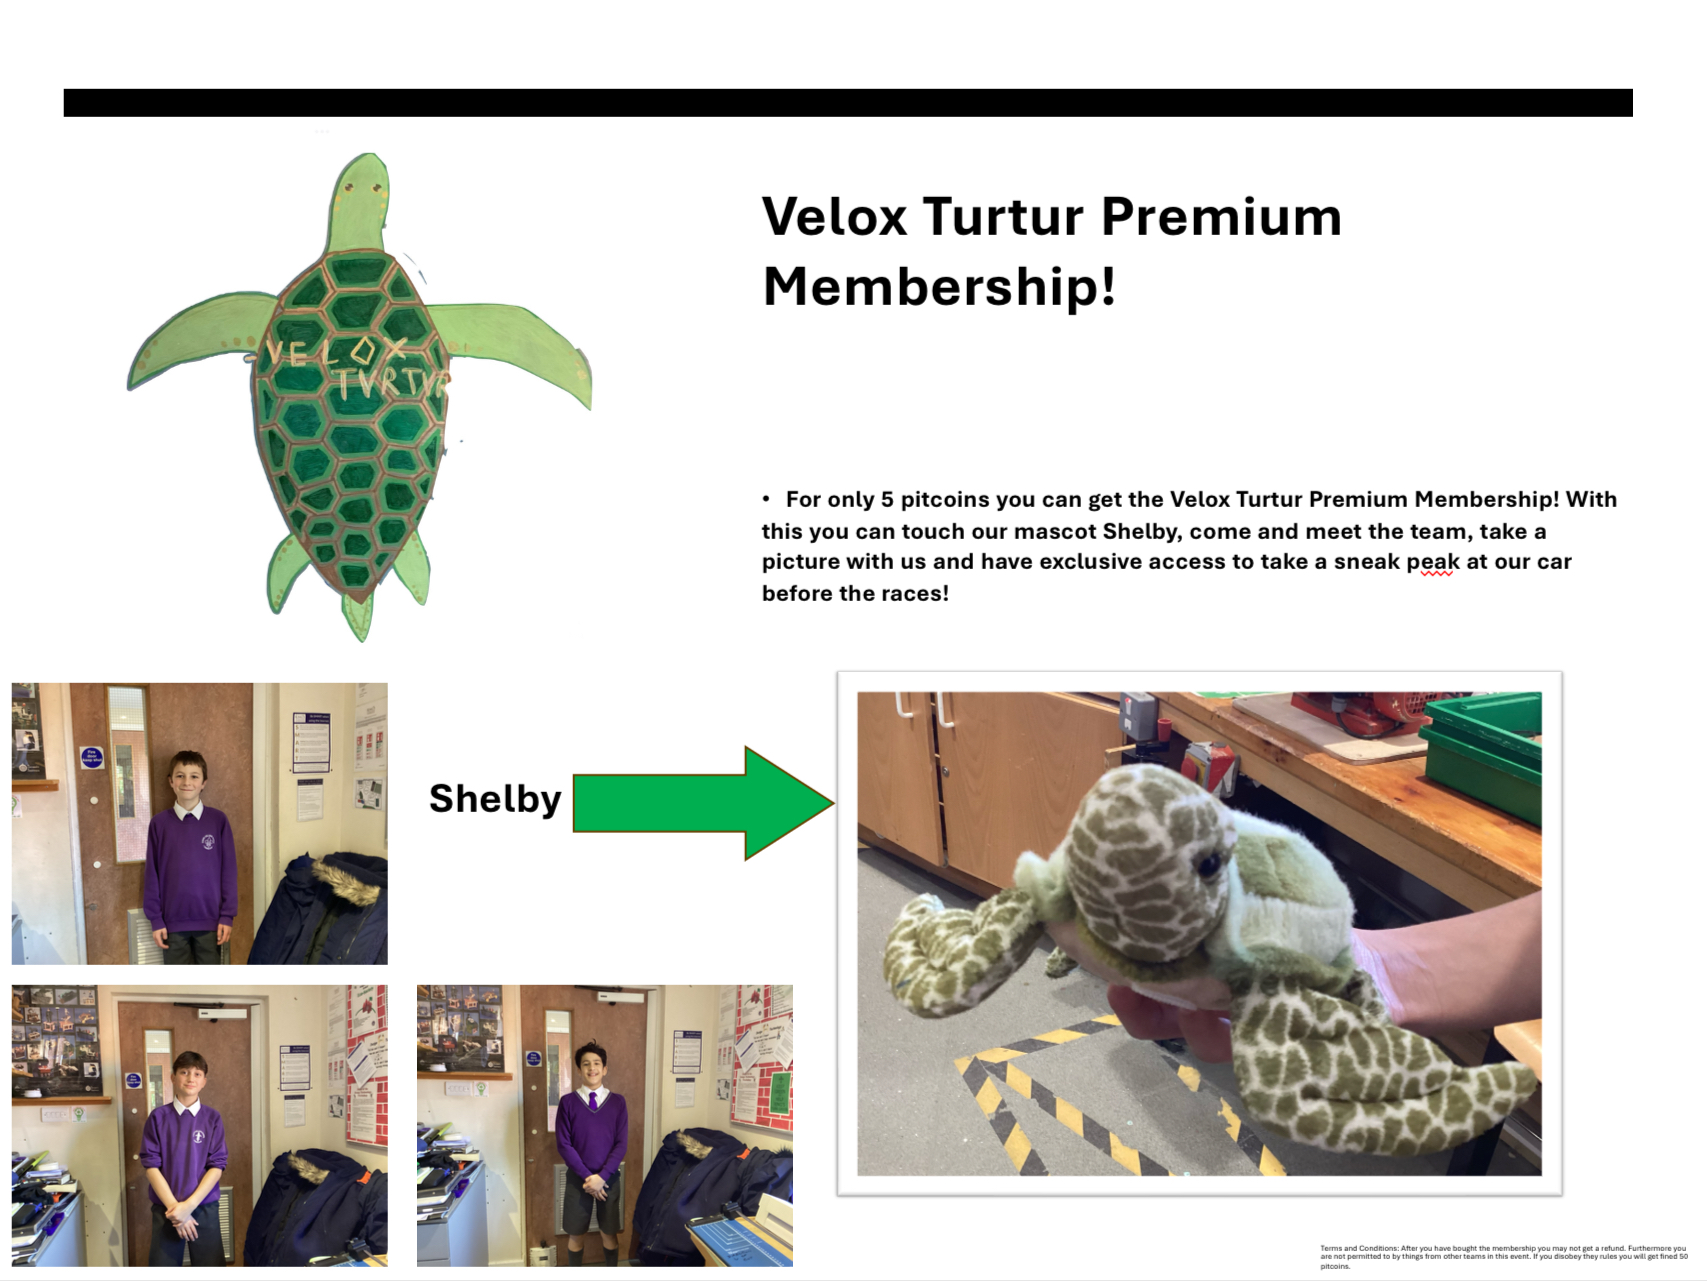 VELOX
TVRTVR
Velox Turtur Premium
Membership!
• For only 5 pitcoins you can get the Velox Turtur Premium Membership! With
this you can touch our mascot Shelby, come and meet the team, take a
picture with us and have exclusive access to take a sneak peak at our car
before the races!
Shelby
Terms and Conditions: After you have bought the membership you may not get a refund. Furthermore you
are not permitted to by things from other teams in this event. If you disobey they rules you will get fined 50
pitcoins.